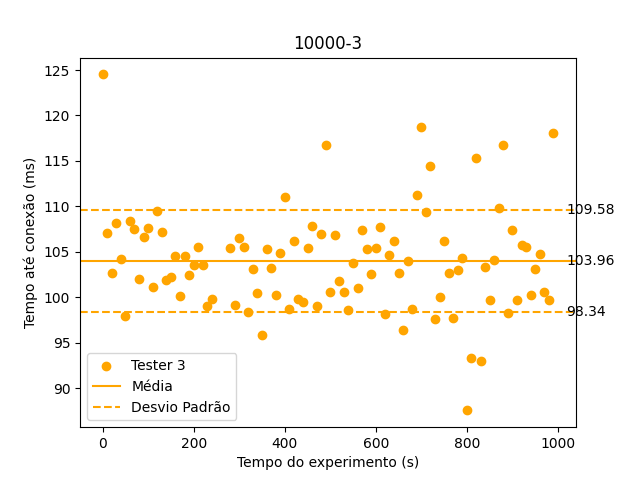 10000-3
Tempo até conexão (ms)
125
120
115
110
105
100
95
90
109.58
103.96
98.34
Tester 3
Média
Desvio Padrão
0 200 400 600 800 1000
Tempo do experimento (s)